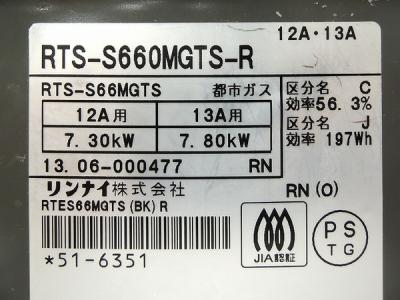 12A・13A
RTS-S660MGTS-R
RTS-S66MGTS 都市ガス
12A用 13A用
7.30kW 7.80kW
区分名 C
効率56.3%
区分名 J
効率 197Wh
13.06-000477 RN
リンナイ株式会社 RN(O)
RTES66MGTS(BK)R
*51-6351
JIA認証
PS
TG